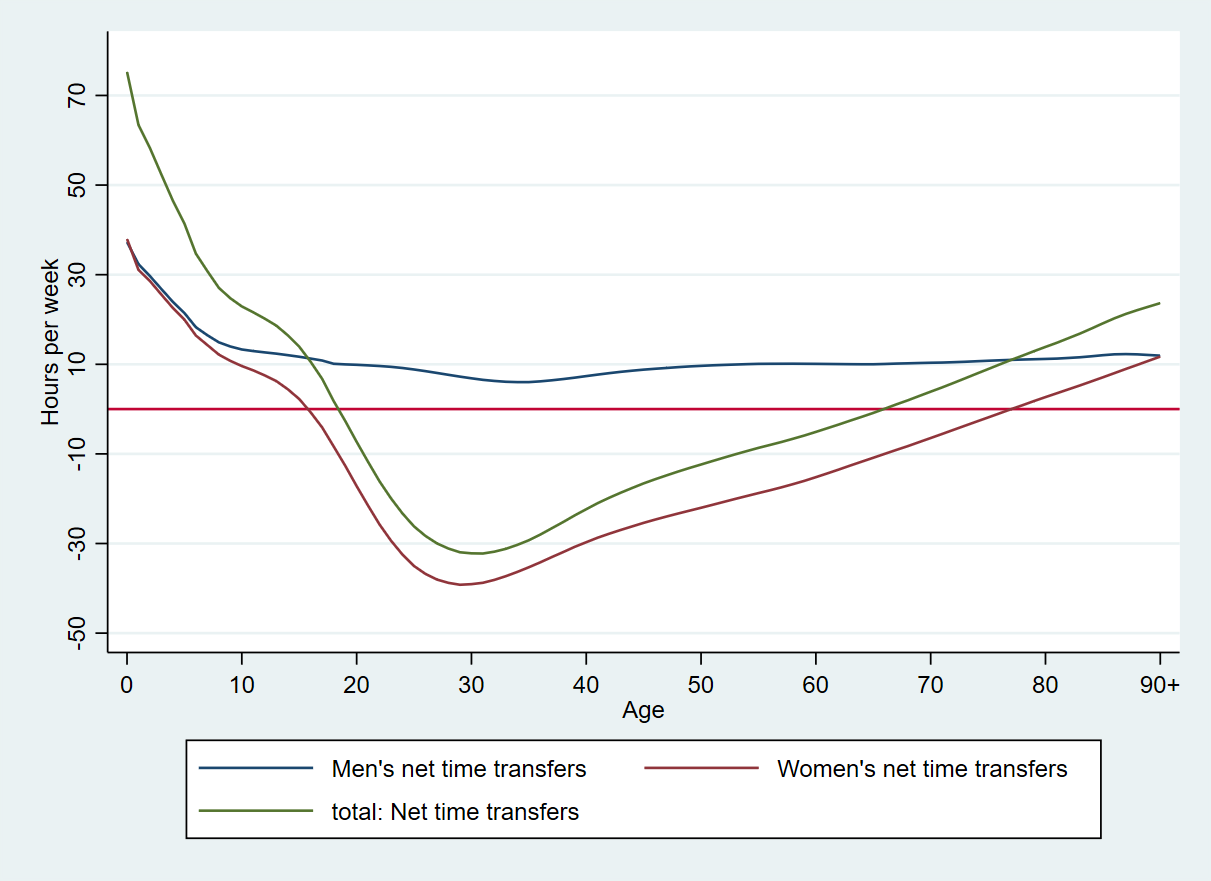 Hours per week
70
50
30
10
-10
-30
-50
0 10 20 30 40 50 60 70 80 90+
Age
Men's net time transfers Women's net time transfers
total: Net time transfers